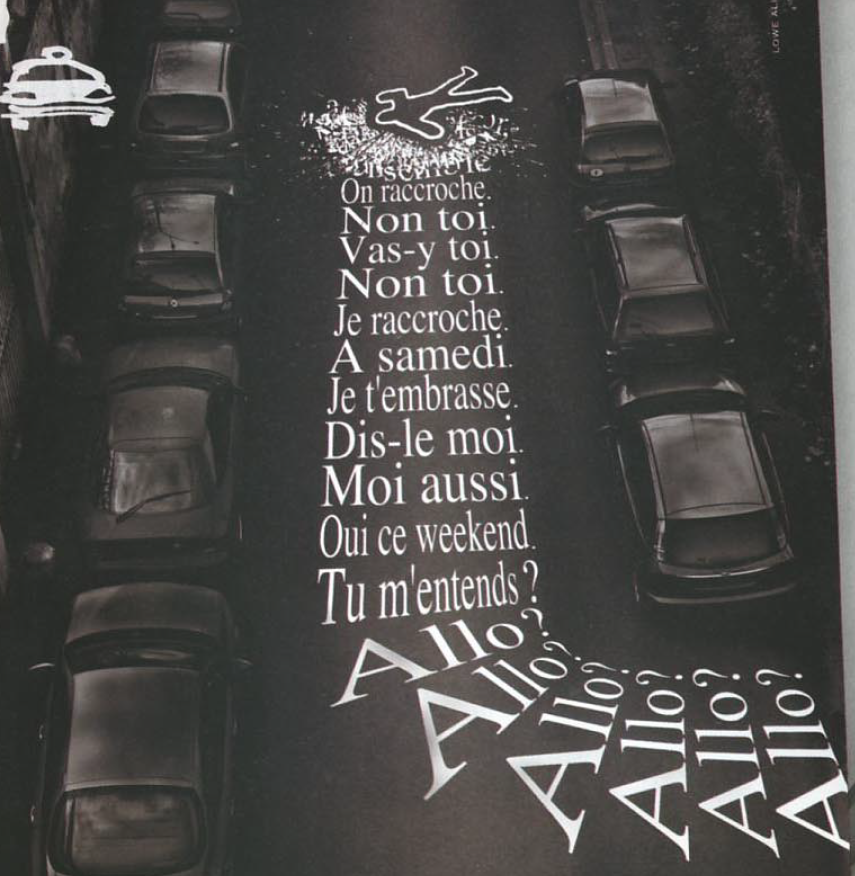 Allo?
Allo?
Allo?
Allo?
Allo?
Allo?
Tu m'entends ?
Oui ce weekend.
Moi aussi.
Dis-le moi.
Je t'embrasse.
A samedi.
Je raccroche.
Non toi.
Vas-y toi.
Non toi.
On raccroche.
LOWE